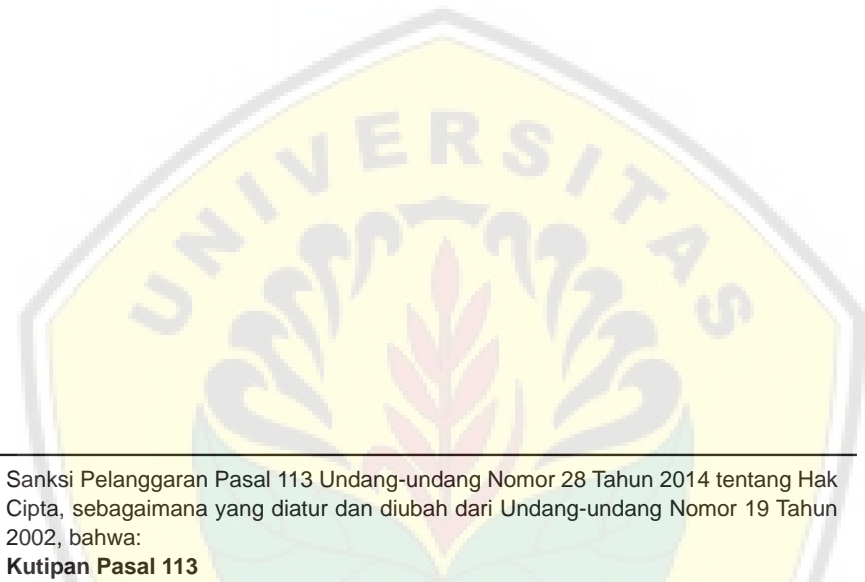 UNIVERSITAS
Sanksi Pelanggaran Pasal 113 Undang-undang Nomor 28 Tahun 2014 tentang Hak
Cipta, sebagaimana yang diatur dan diubah dari Undang-undang Nomor 19 Tahun
2002, bahwa:
Kutipan Pasal 113